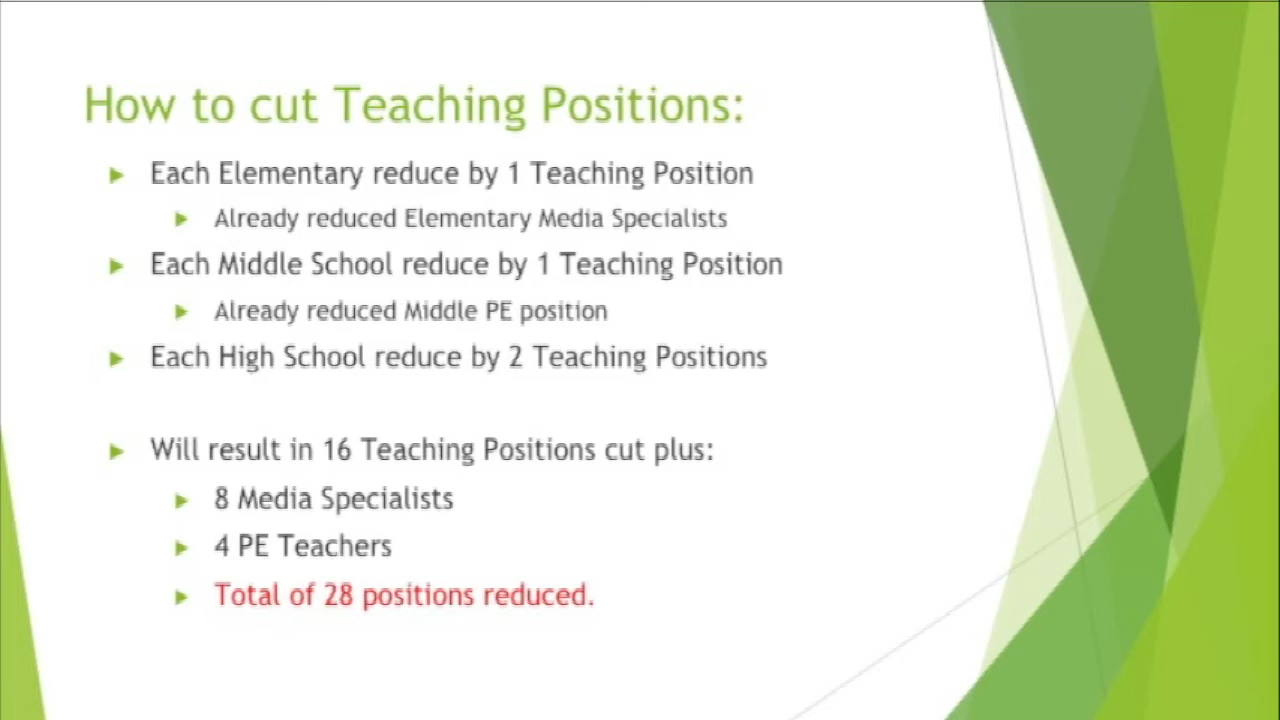 How to cut Teaching Positions:
Each Elementary reduce by 1 Teaching Position
Already reduced Elementary Media Specialists
Each Middle School reduce by 1 Teaching Position
Already reduced Middle PE position
Each High School reduce by 2 Teaching Positions
Will result in 16 Teaching Positions cut plus:
8 Media Specialists
4 PE Teachers
Total of 28 positions reduced.